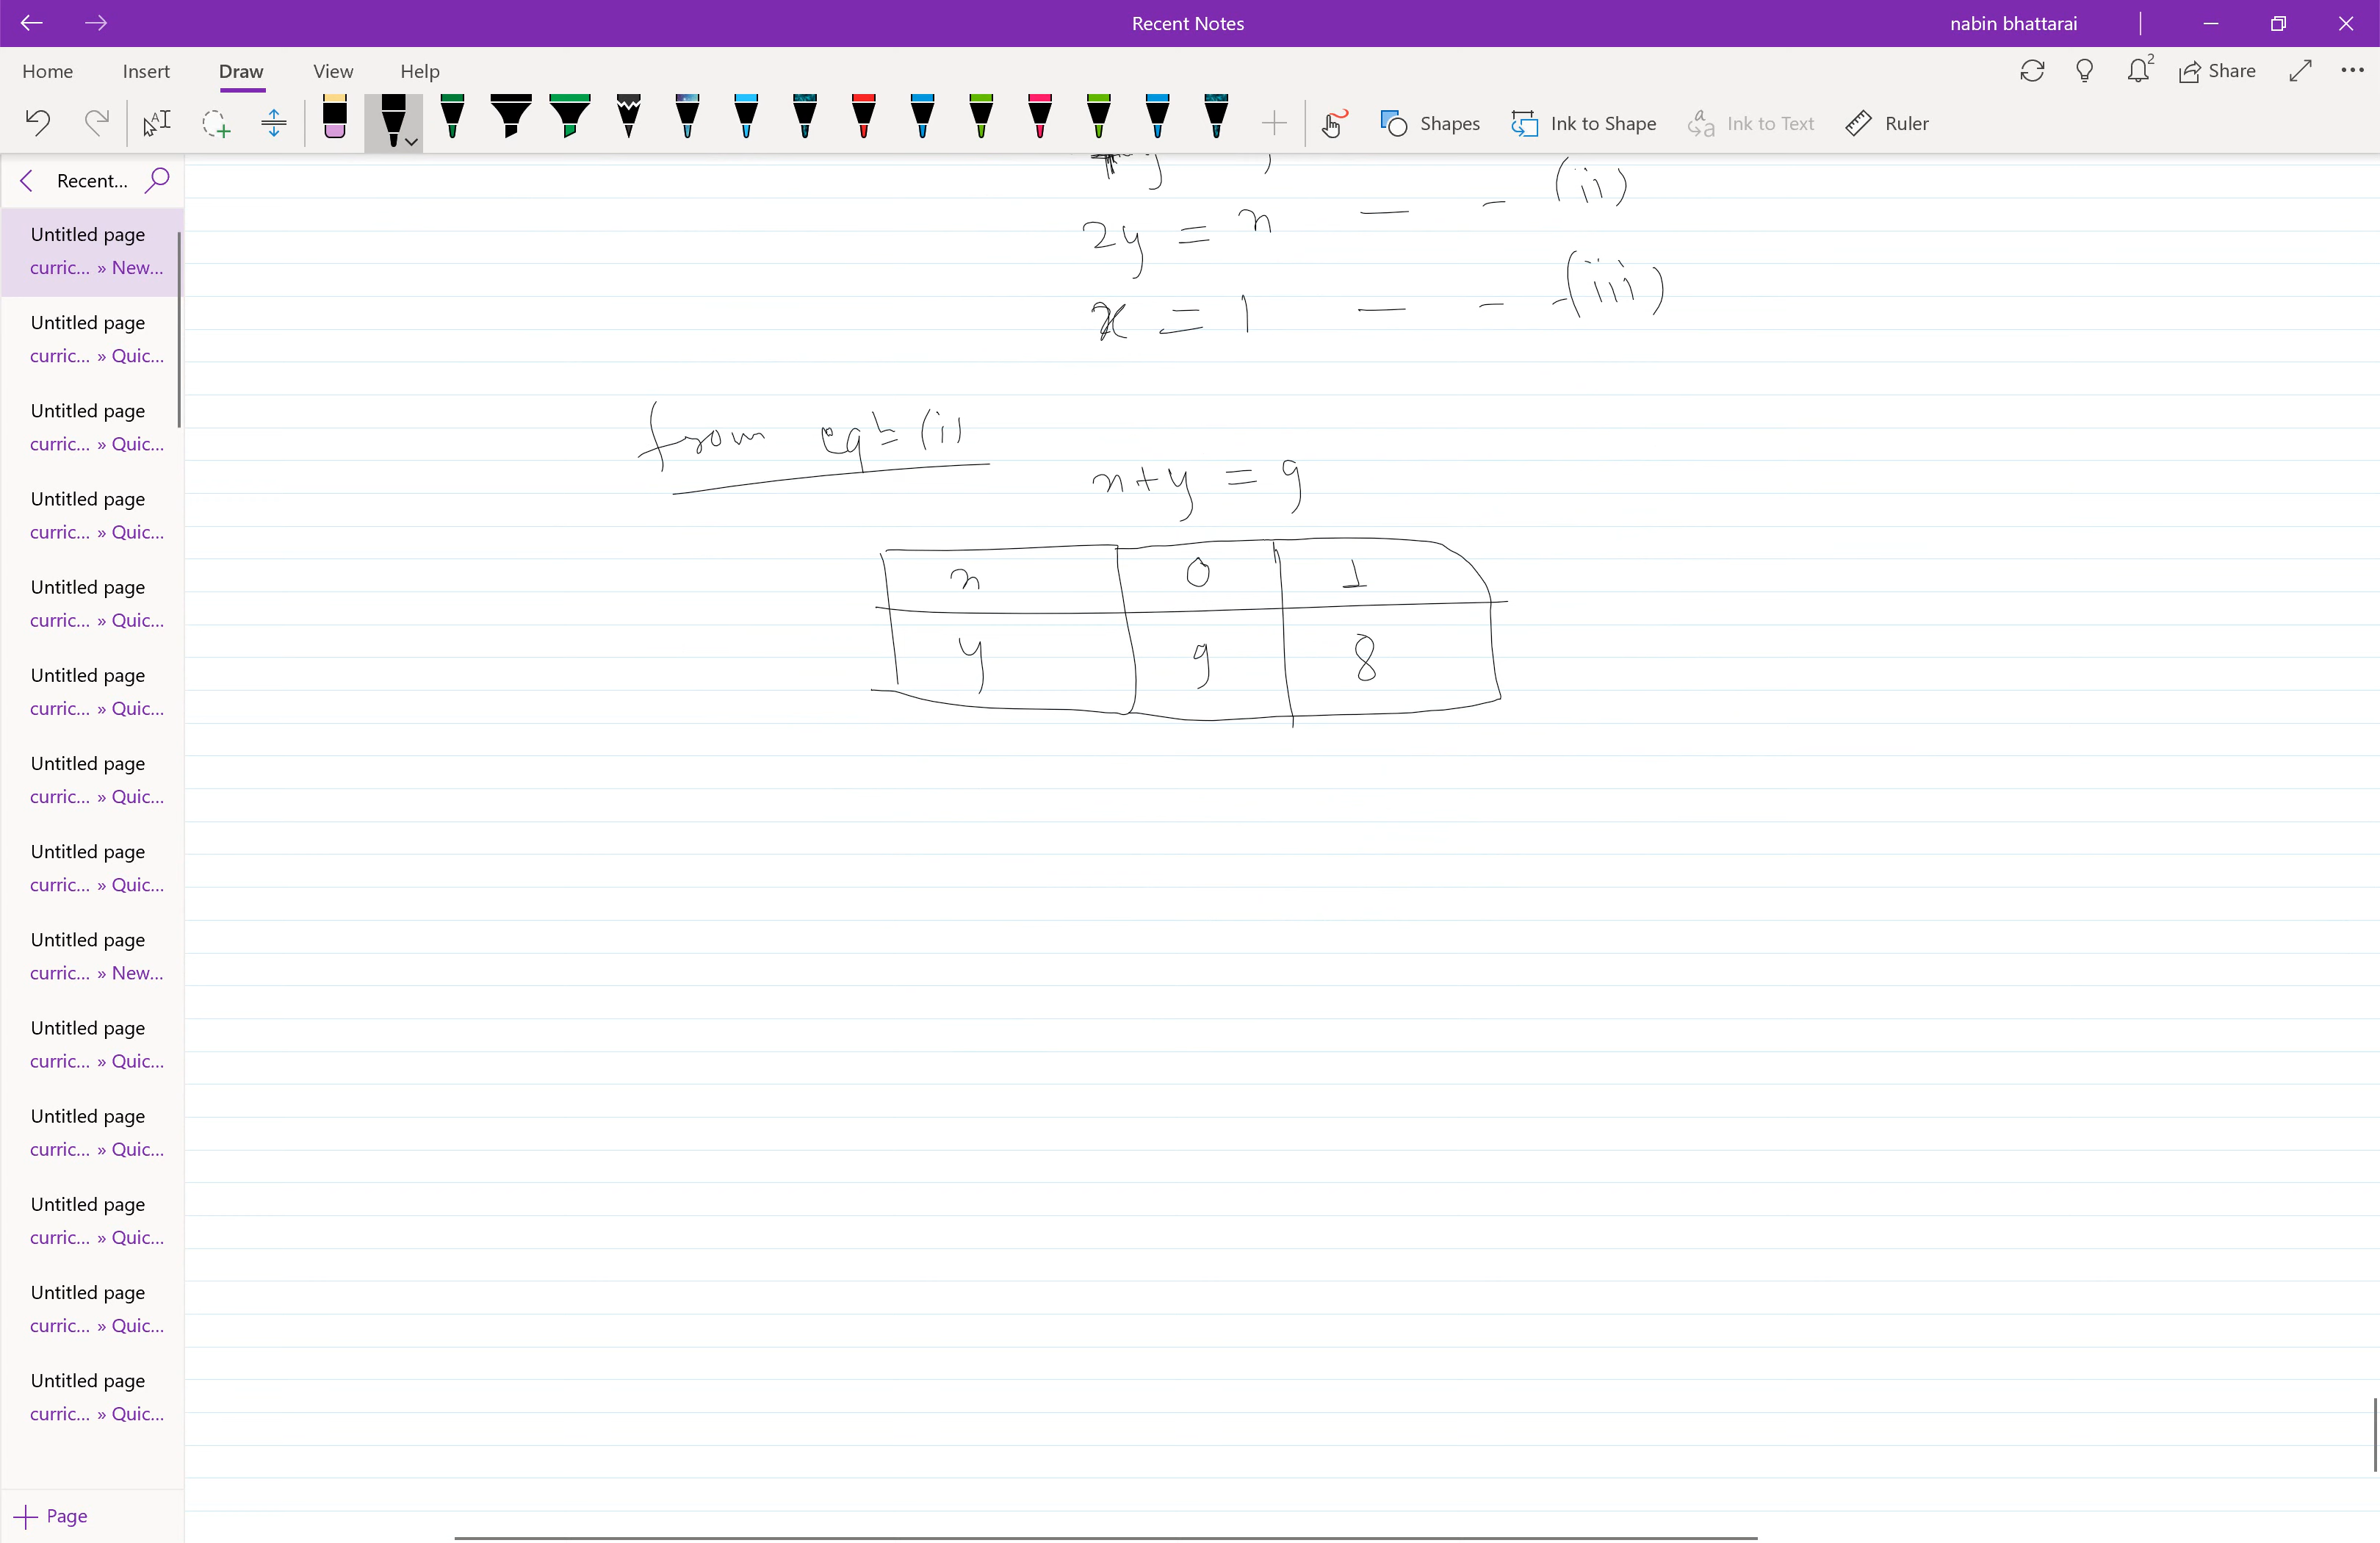 Recent Notes
nabin bhattarai
Home Insert Draw View Help
2
Share
Shapes
Ink to Shape
Ink to Text
Ruler
Recent...
Untitled page
curric... » New...
Untitled page
curric... » Quic...
Untitled page
curric... » Quic...
Untitled page
curric... » Quic...
Untitled page
curric... » Quic...
Untitled page
curric... » Quic...
Untitled page
curric... » Quic...
Untitled page
curric... » Quic...
Untitled page
curric... » New...
Untitled page
curric... » Quic...
Untitled page
curric... » Quic...
Untitled page
curric... » Quic...
Untitled page
curric... » Quic...
Untitled page
curric... » Quic...
Page
2y = x — - (ii)
x = 1 — - -(iii)
from eqn (i)
x+y = 9
x 0 1
y 9 8